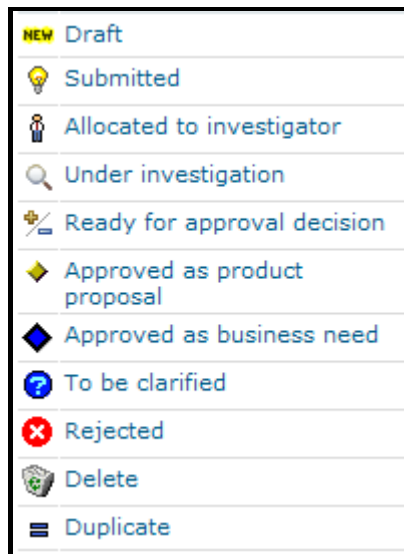 NEW Draft
Submitted
Allocated to investigator
Under investigation
Ready for approval decision
Approved as product
proposal
Approved as business need
? To be clarified
Rejected
Delete
Duplicate